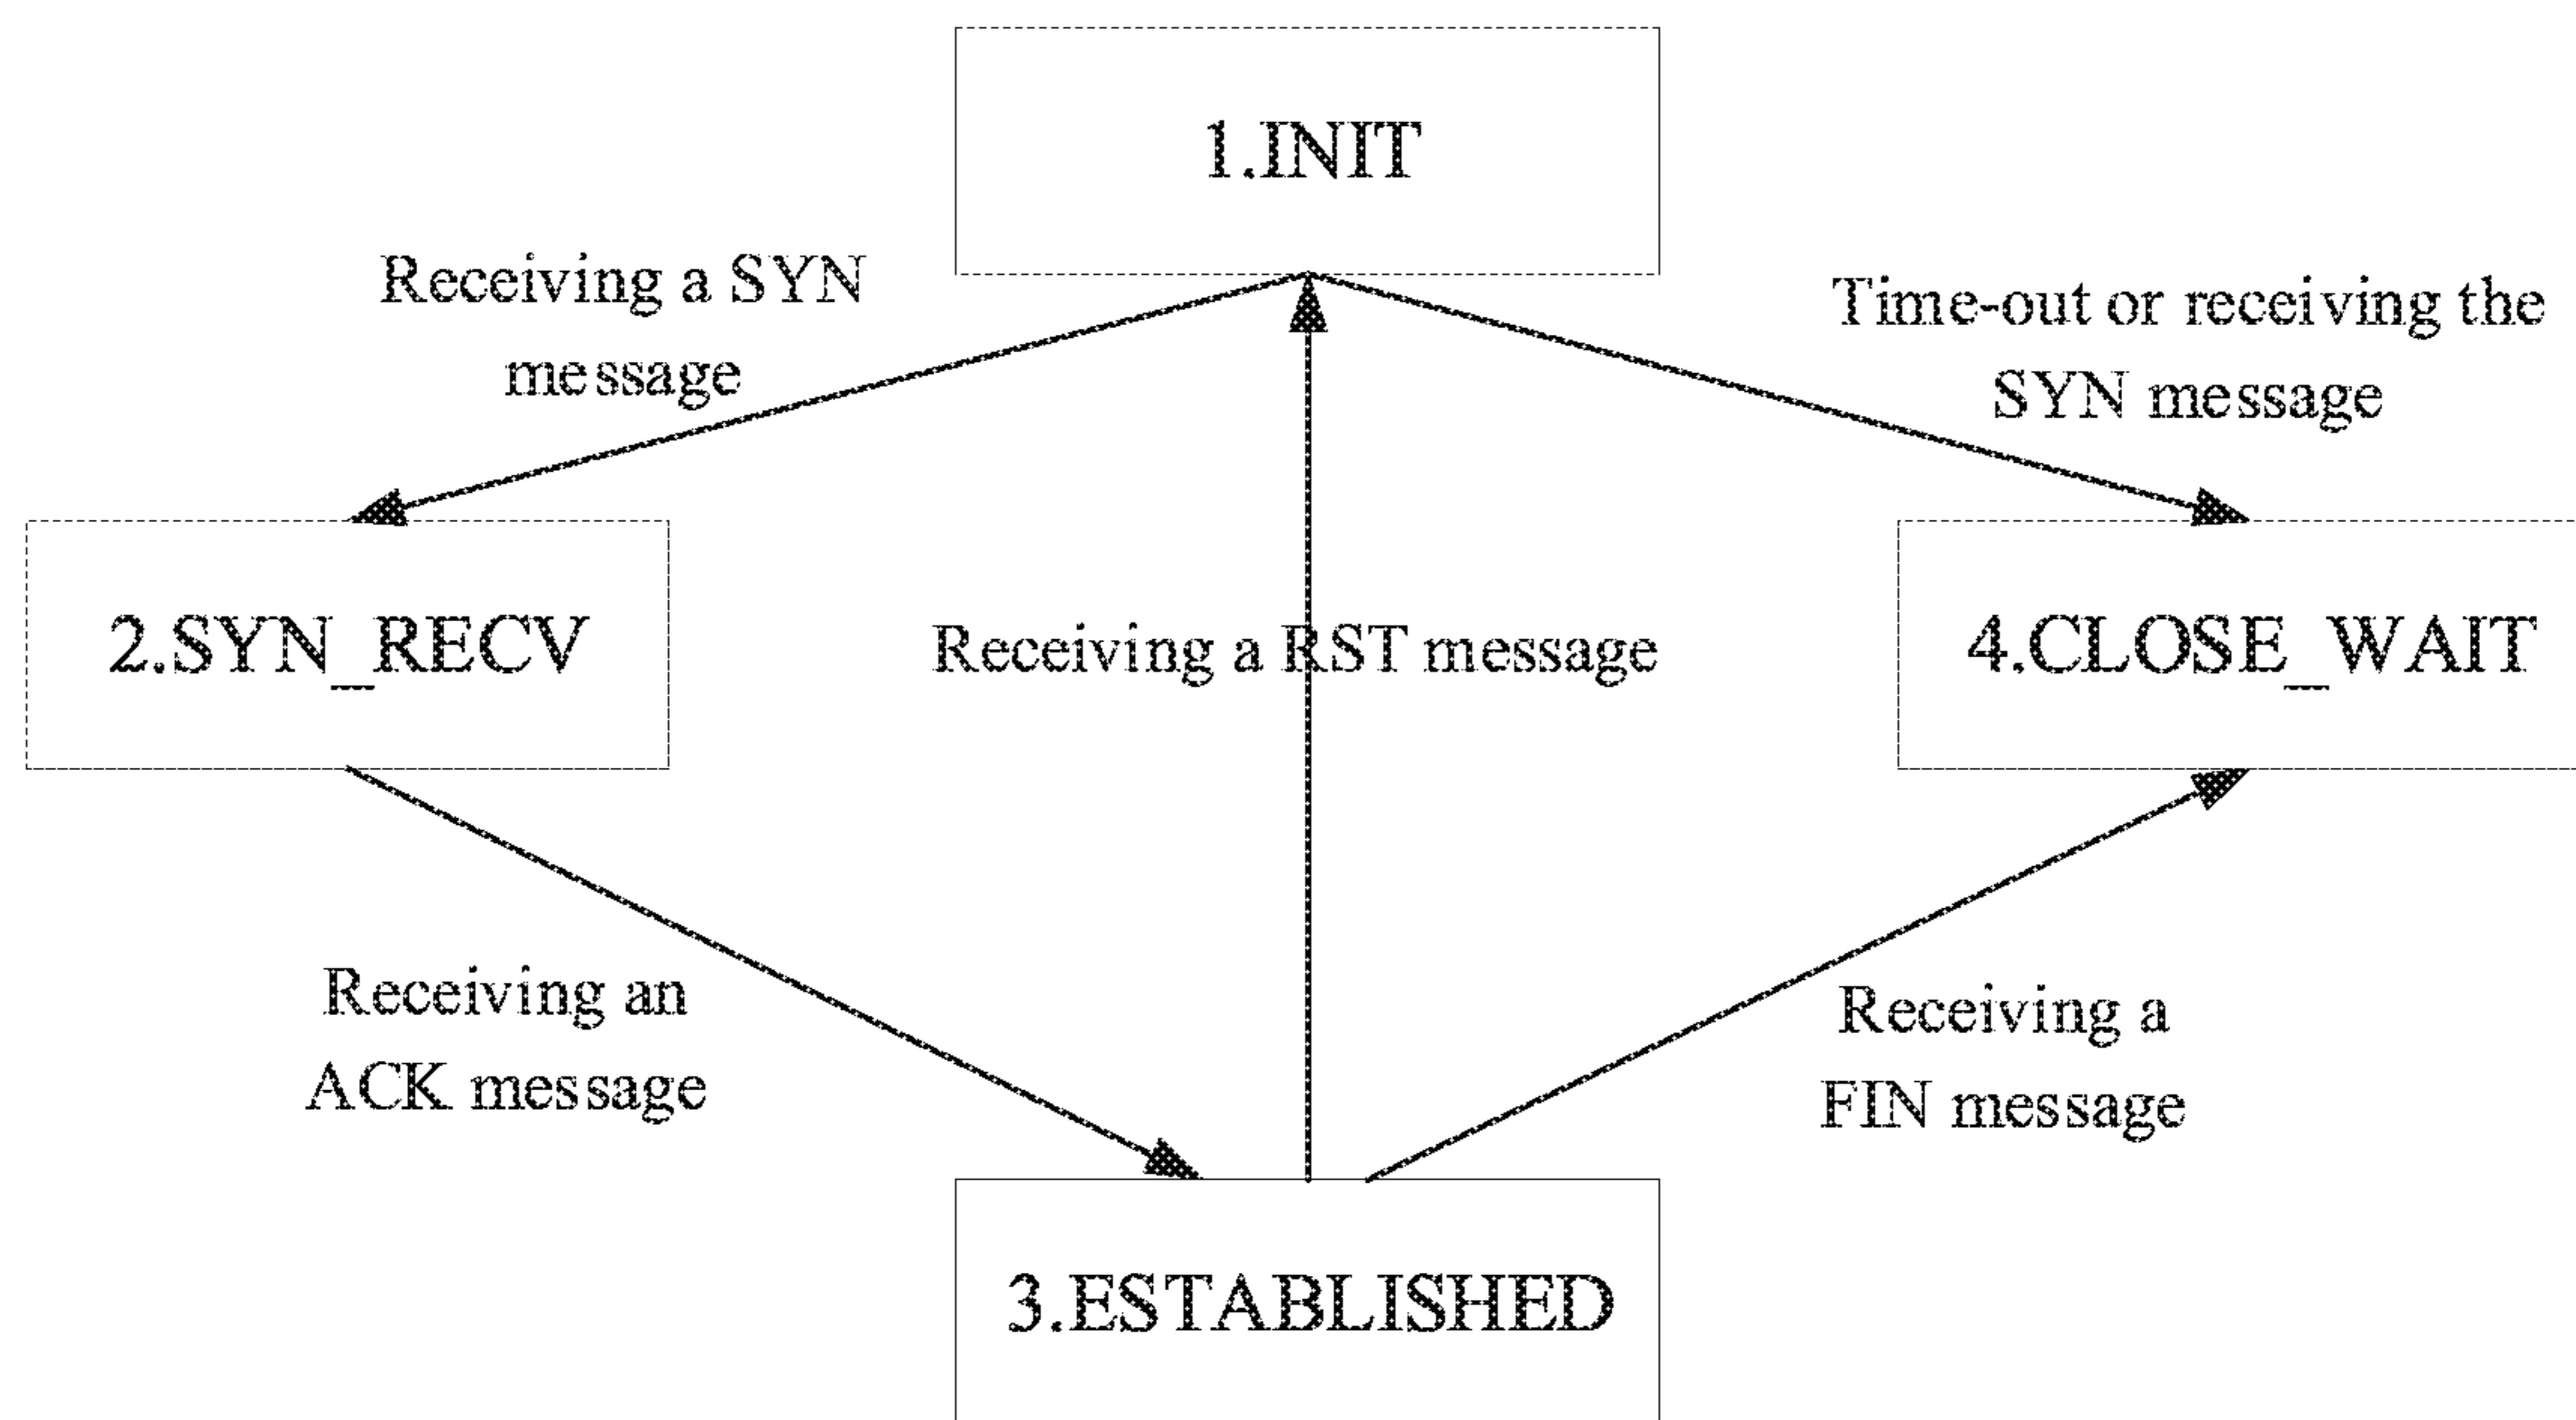 1.INIT
Receiving a SYN
message
Time-out or receiving the
SYN message
2.SYN_RECV
Receiving a RST message
4.CLOSE_WAIT
Receiving an
ACK message
Receiving a
FIN message
3.ESTABLISHED